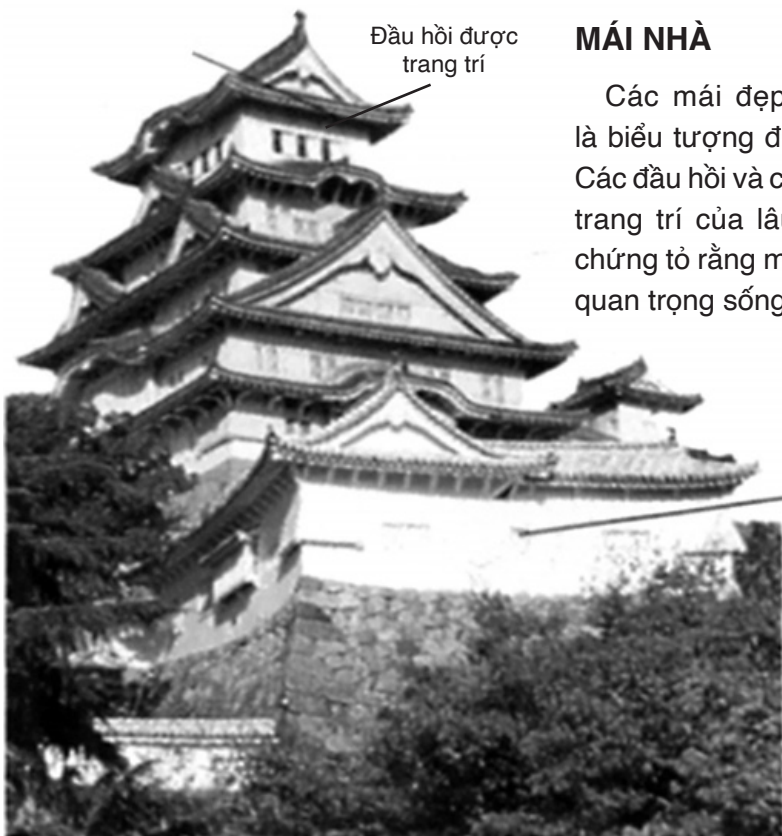 Đầu hồi được
trang trí
MÁI NHÀ
Các mái đẹp
là biểu tượng
Các đầu hồi và
trang trí của
chứng tỏ rằng
quan trọng sống